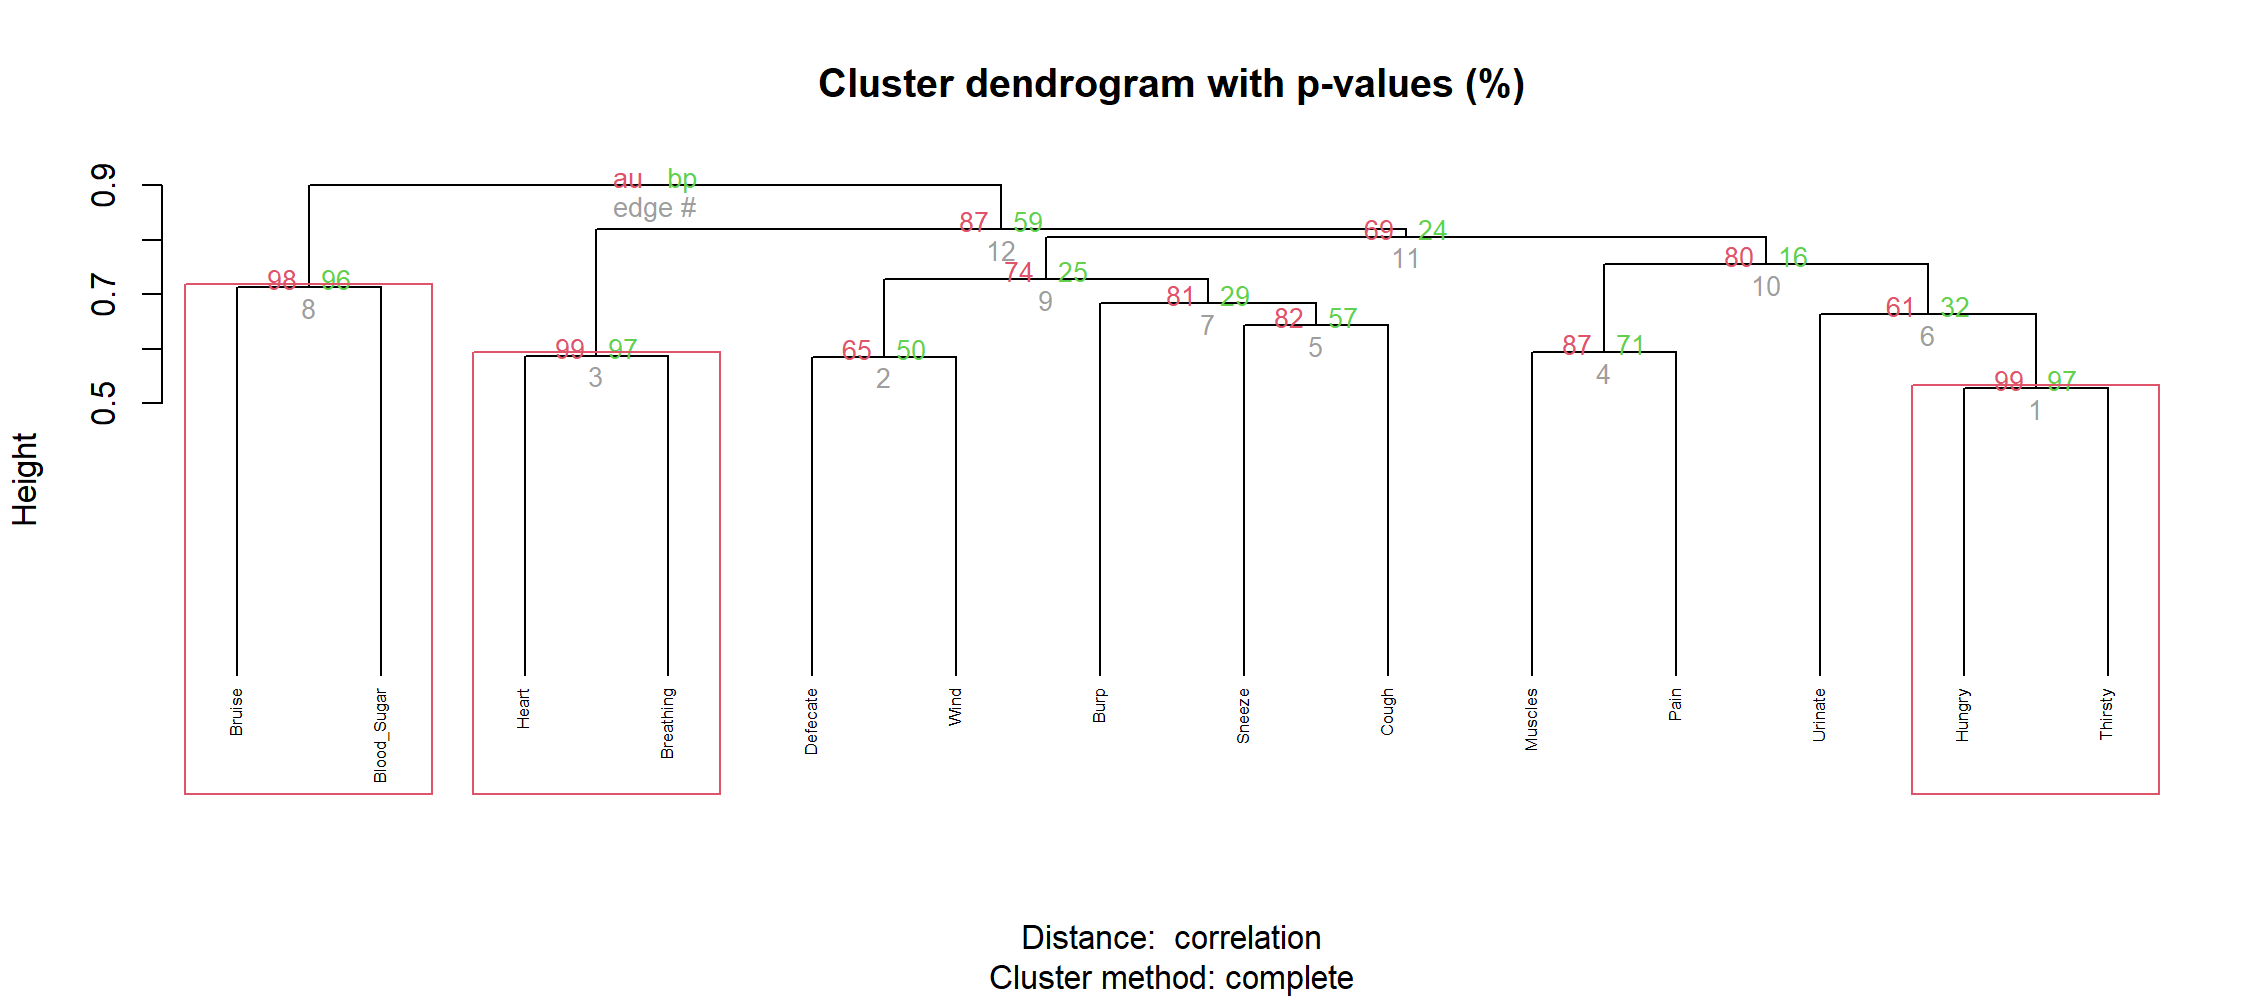 Cluster dendrogram with p-values (%)
0.9
0.7
0.5
Height
au bp
edge #
87 59
12
69 24
11
74 25
9
80 16
10
98 96
8
81 29
7
82 57
5
61 32
6
99 97
3
65 50
2
87 71
4
99 97
1
Bruise
Blood_Sugar
Heart
Breathing
Defecate
Wind
Burp
Sneeze
Cough
Muscles
Pain
Urinate
Hungry
Thirsty
Distance: correlation
Cluster method: complete